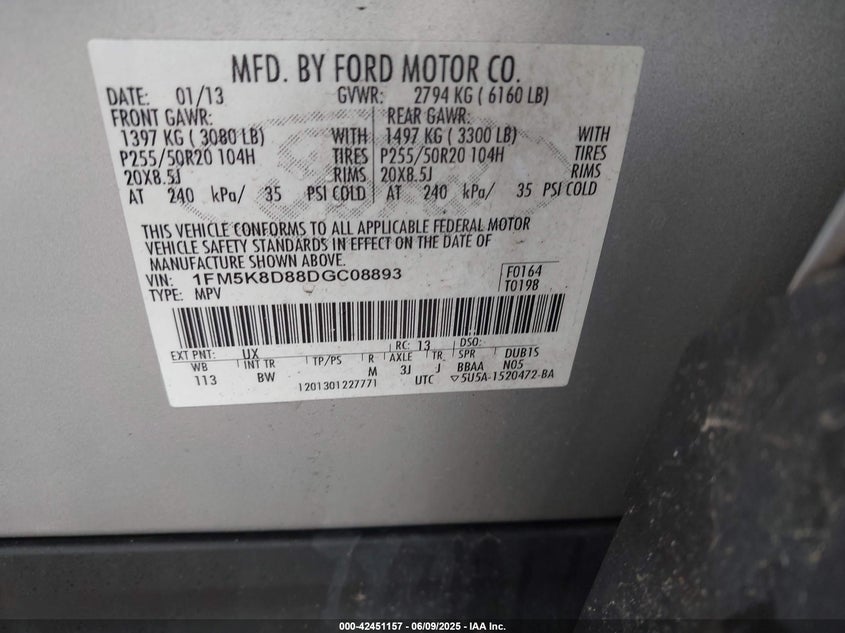 MFD. BY FORD MOTOR CO.
DATE: 01/13 GVWR: 2794 KG ( 6160 LB)
FRONT GAWR: REAR GAWR:
1397 KG ( 3080 LB) WITH 1497 KG ( 3300 LB) WITH
P255/50R20 104H TIRES P255/50R20 104H TIRES
20X8.5J RIMS 20X8.5J RIMS
AT 240 kPa/ 35 PSI COLD AT 240 kPa/ 35 PSI COLD
THIS VEHICLE CONFORMS TO ALL APPLICABLE FEDERAL MOTOR
VEHICLE SAFETY STANDARDS IN EFFECT ON THE DATE OF
MANUFACTURE SHOWN ABOVE.
VIN: 1FM5K8D88DGC08893 F0164
TYPE: MPV T0198
EXT PNT: UX RC: 13 DSO:
WB INT TR TP/PS R AXLE TR SPR DUB1S
113 BW M 3J J BBAA N05
1201301227771 UTC ▽5U5A-1520472-BA
000-42451157 - 06/09/2025 - IAA Inc.